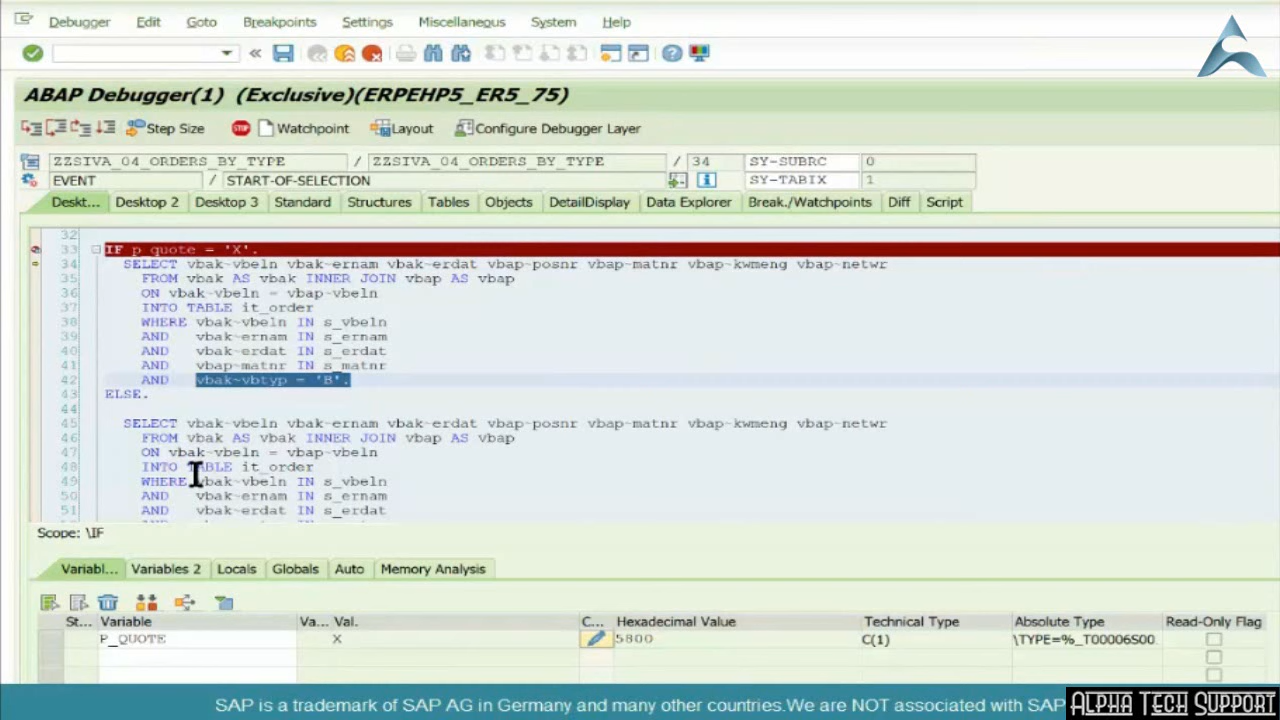 Debugger Edit Goto Breakpoints Settings Miscellaneous System Help
ABAP Debugger(1) (Exclusive)(ERPEHP5_ER5_75)
Step Size Watchpoint Layout Configure Debugger Layer
ZZSIVA_04_ORDERS_BY_TYPE / ZZSIVA_04_ORDERS_BY_TYPE / 34 SY-SUBRC 0
EVENT / START-OF-SELECTION SY-TABIX 1
Deskt... Desktop 2 Desktop 3 Standard Structures Tables Objects DetailDisplay Data Explorer Break./Watchpoints Diff Script
32
33 IF p_quote = 'X'.
34 SELECT vbak~vbeln vbak~ernam vbak~erdat vbap~posnr vbap~matnr vbap~kwmeng vbap~netwr
35 FROM vbak AS vbak INNER JOIN vbap AS vbap
36 ON vbak~vbeln = vbap~vbeln
37 INTO TABLE it_order
38 WHERE vbak~vbeln IN s_vbeln
39 AND vbak~ernam IN s_ernam
40 AND vbak~erdat IN s_erdat
41 AND vbap~matnr IN s_matnr
42 AND vbak~vbtyp = 'B'.
43 ELSE.
44
45 SELECT vbak~vbeln vbak~ernam vbak~erdat vbap~posnr vbap~matnr vbap~kwmeng vbap~netwr
46 FROM vbak AS vbak INNER JOIN vbap AS vbap
47 ON vbak~vbeln = vbap~vbeln
48 INTO TABLE it_order
49 WHERE vbak~vbeln IN s_vbeln
50 AND vbak~ernam IN s_ernam
51 AND vbak~erdat IN s_erdat
Scope: \IF
Variabl... Variables 2 Locals Globals Auto Memory Analysis
St... Variable Va... Val. C... Hexadecimal Value Technical Type Absolute Type Read-Only Flag
P_QUOTE X 5800 C(1) \TYPE=%_T00006S00
SAP is a trademark of SAP AG in Germany and many other countries.We are NOT associated with SAP
Alpha Tech Support